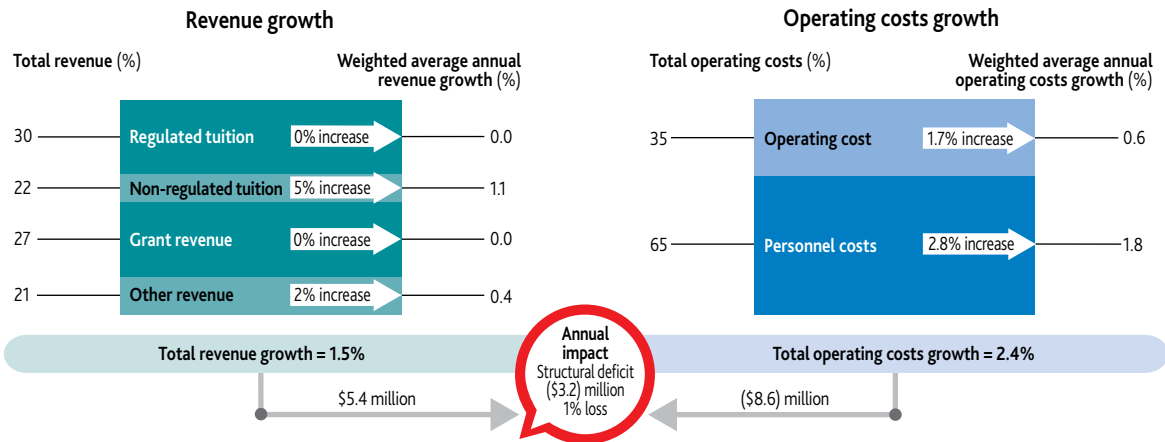 Revenue growth
Total revenue (%)
Weighted average annual
revenue growth (%)
30
Regulated tuition
0% increase
0.0
22
Non-regulated tuition
5% increase
1.1
27
Grant revenue
0% increase
0.0
21
Other revenue
2% increase
0.4
Total revenue growth = 1.5%
$5.4 million
Operating costs growth
Total operating costs (%)
Weighted average annual
operating costs growth (%)
35
Operating cost
1.7% increase
0.6
65
Personnel costs
2.8% increase
1.8
Total operating costs growth = 2.4%
($8.6) million
Annual
impact
Structural deficit
($3.2) million
1% loss